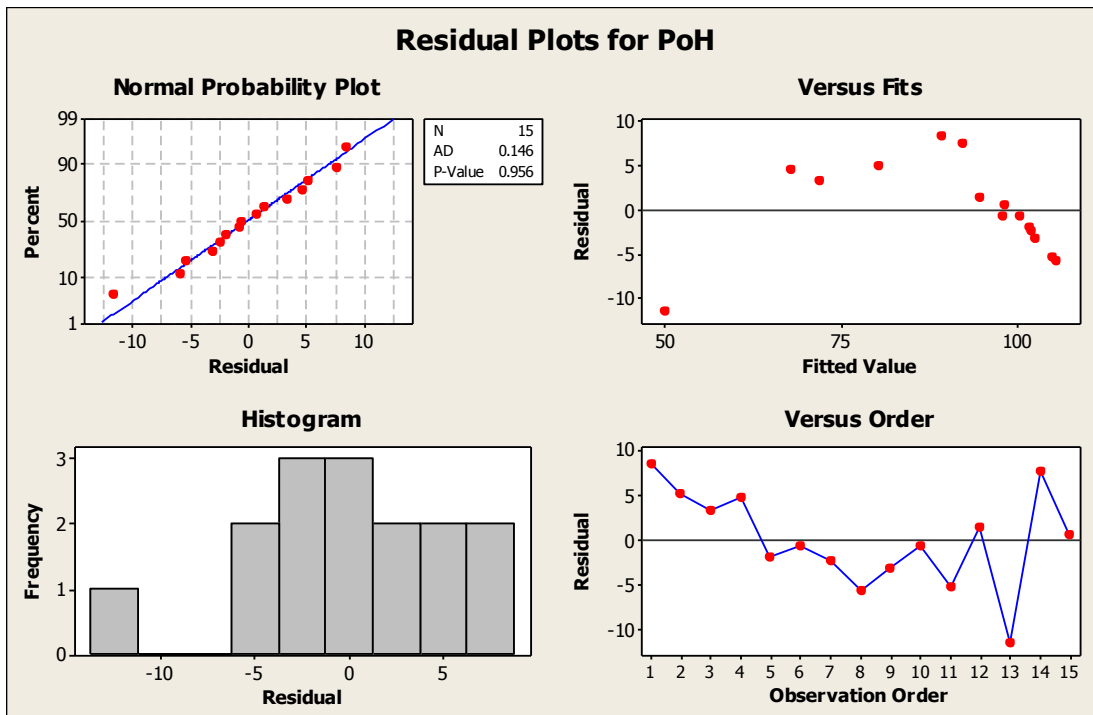 Residual Plots for PoH
Normal Probability Plot
99
90
50
10
1
Percent
-10 -5 0 5 10
Residual
N 15
AD 0.146
P-Value 0.956
Versus Fits
10
5
0
-5
-10
Residual
50 75 100
Fitted Value
Histogram
3
2
1
0
Frequency
-10 -5 0 5
Residual
Versus Order
10
5
0
-5
-10
Residual
1 2 3 4 5 6 7 8 9 10 11 12 13 14 15
Observation Order